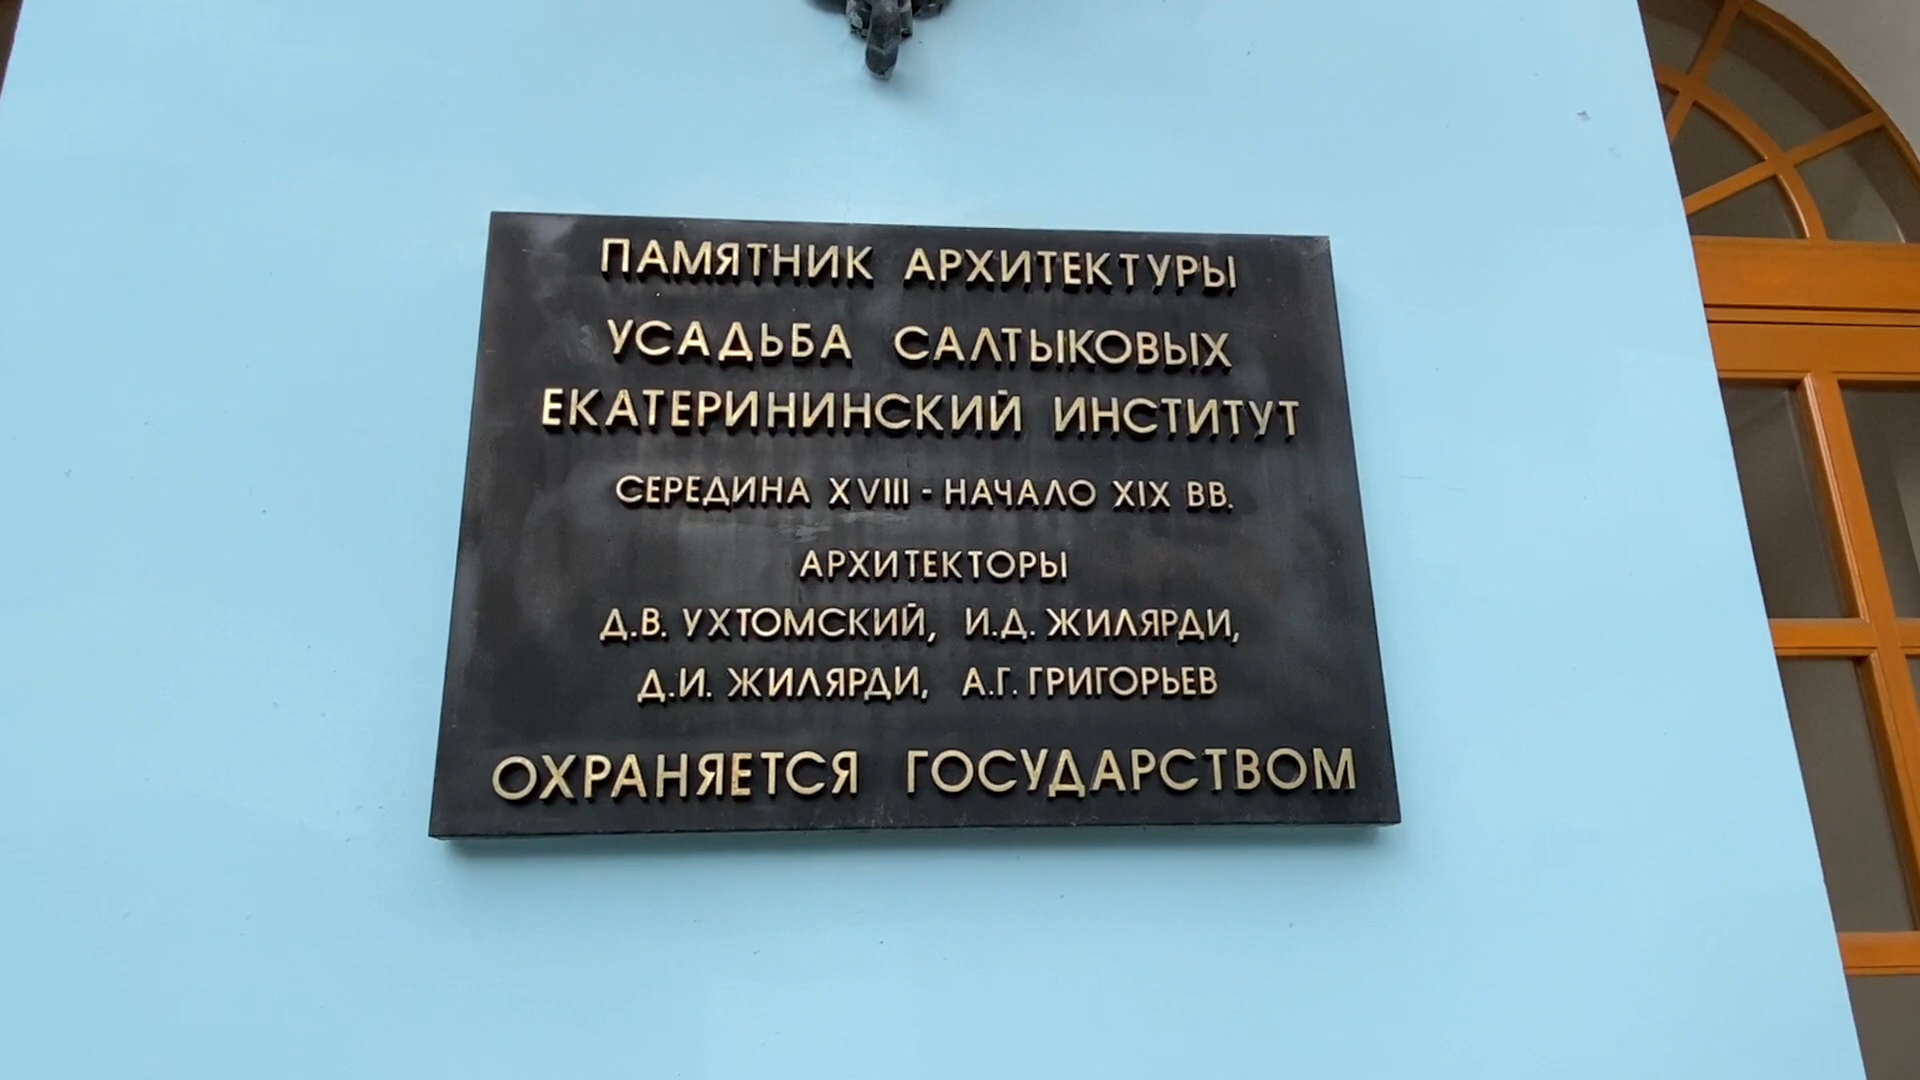 ПАМЯТНИК АРХИТЕКТУРЫ
УСАДЬБА САЛТЫКОВЫХ
ЕКАТЕРИНИНСКИЙ ИНСТИТУТ
СЕРЕДИНА XVIII - НАЧАЛО XIX ВВ.
АРХИТЕКТОРЫ
Д.В. УХТОМСКИЙ, И.Д. ЖИЛЯРДИ,
Д.И. ЖИЛЯРДИ, А.Г. ГРИГОРЬЕВ
ОХРАНЯЕТСЯ ГОСУДАРСТВОМ